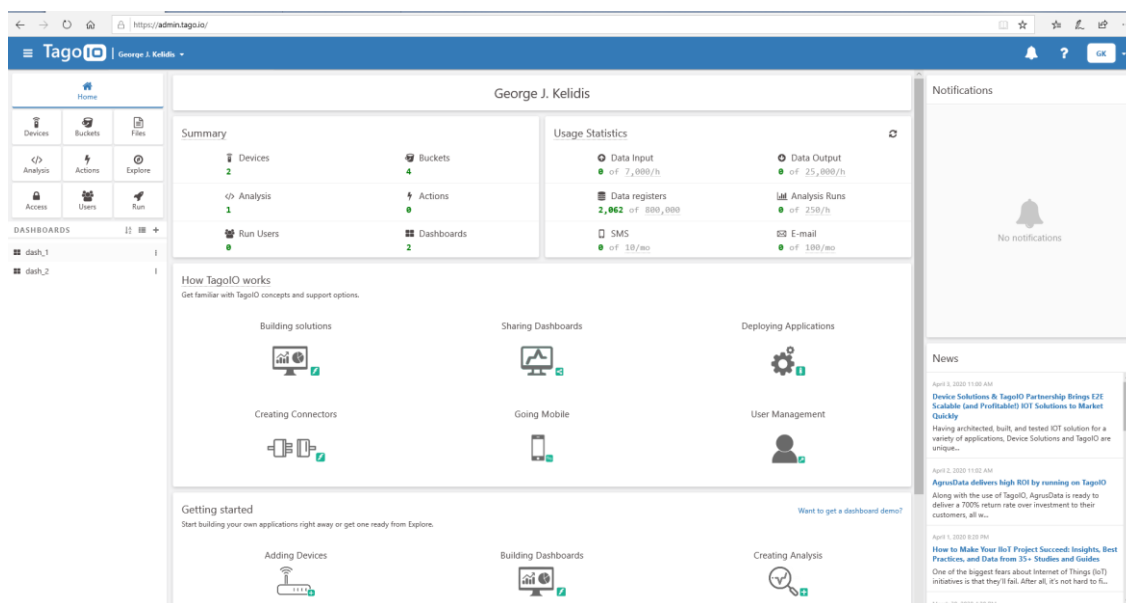 https://admin.tago.io/
TagoIO | George J. Kelidis
GK
Home
Devices Buckets Files
Analysis Actions Explore
Access Users Run
DASHBOARDS
dash_1
dash_2
George J. Kelidis
Summary
Devices Buckets
2 4
Analysis Actions
1 0
Run Users Dashboards
0 2
Usage Statistics
Data Input Data Output
0 of 7,000/h 0 of 25,000/h
Data registers Analysis Runs
2,062 of 800,000 0 of 250/h
SMS E-mail
0 of 10/mo 0 of 100/mo
How TagoIO works
Get familiar with TagoIO concepts and support options.
Building solutions Sharing Dashboards Deploying Applications
Creating Connectors Going Mobile User Management
Getting started
Want to get a dashboard demo?
Start building your own applications right away or get one ready from Explore.
Adding Devices Building Dashboards Creating Analysis
Notifications
No notifications
News
April 3, 2020 11:00 AM
Device Solutions & TagoIO Partnership Brings E2E
Scalable (and Profitable!) IOT Solutions to Market
Quickly
Having architected, built, and tested IOT solution for a
variety of applications, Device Solutions and TagoIO are
unique...
April 2, 2020 11:02 AM
AgrusData delivers high ROI by running on TagoIO
Along with the use of TagoIO, AgrusData is ready to
deliver a 700% return rate over investment to their
customers, all w...
April 1, 2020 8:20 PM
How to Make Your IIoT Project Succeed: Insights, Best
Practices, and Data from 35+ Studies and Guides
One of the biggest fears about Internet of Things (IoT)
initiatives is that they'll fail. After all, it's not hard to fi...